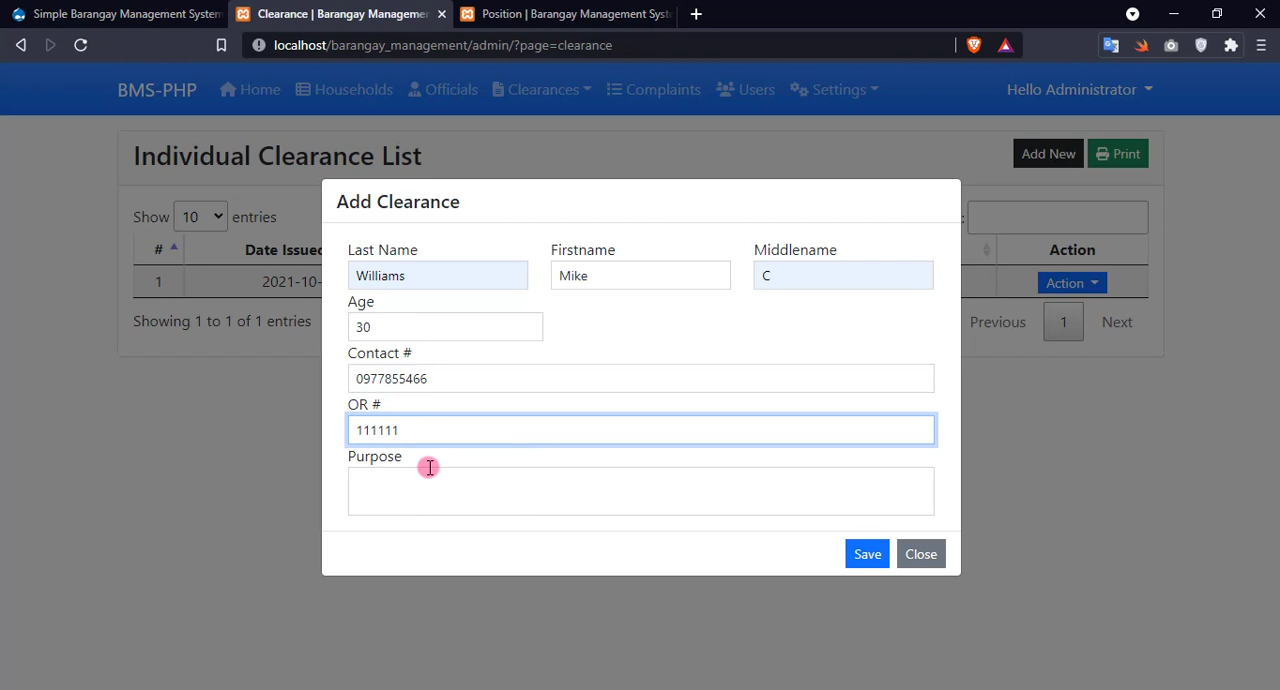 Simple Barangay Management System
Clearance | Barangay Manageme
Position | Barangay Management Syste
localhost/barangay_management/admin/?page=clearance
BMS-PHP Home Households Officials Clearances Complaints Users Settings Hello Administrator
Individual Clearance List
Add New Print
Show 10 entries
# Date Issued Action
1 2021-10- Action
Showing 1 to 1 of 1 entries
Previous 1 Next
Add Clearance
Last Name Firstname Middlename
Williams Mike C
Age
30
Contact #
0977855466
OR #
111111
Purpose
Save Close